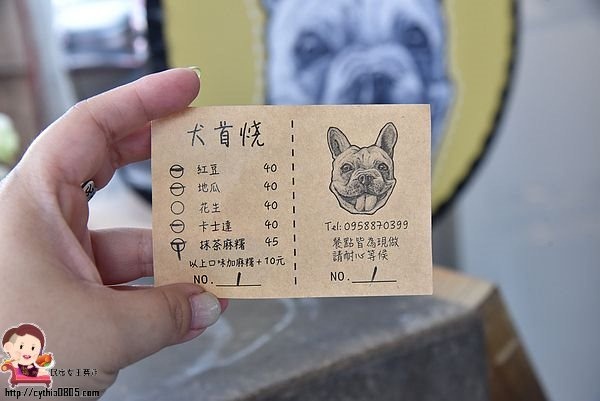 犬首燒
紅豆 40
地瓜 40
花生 40
卡士達 40
抹茶麻糬 45
以上口味加麻糬+10元
NO. 1
Tel:0958870399
餐點皆為現做
請耐心等候
NO. 1
http://cythia0805.com